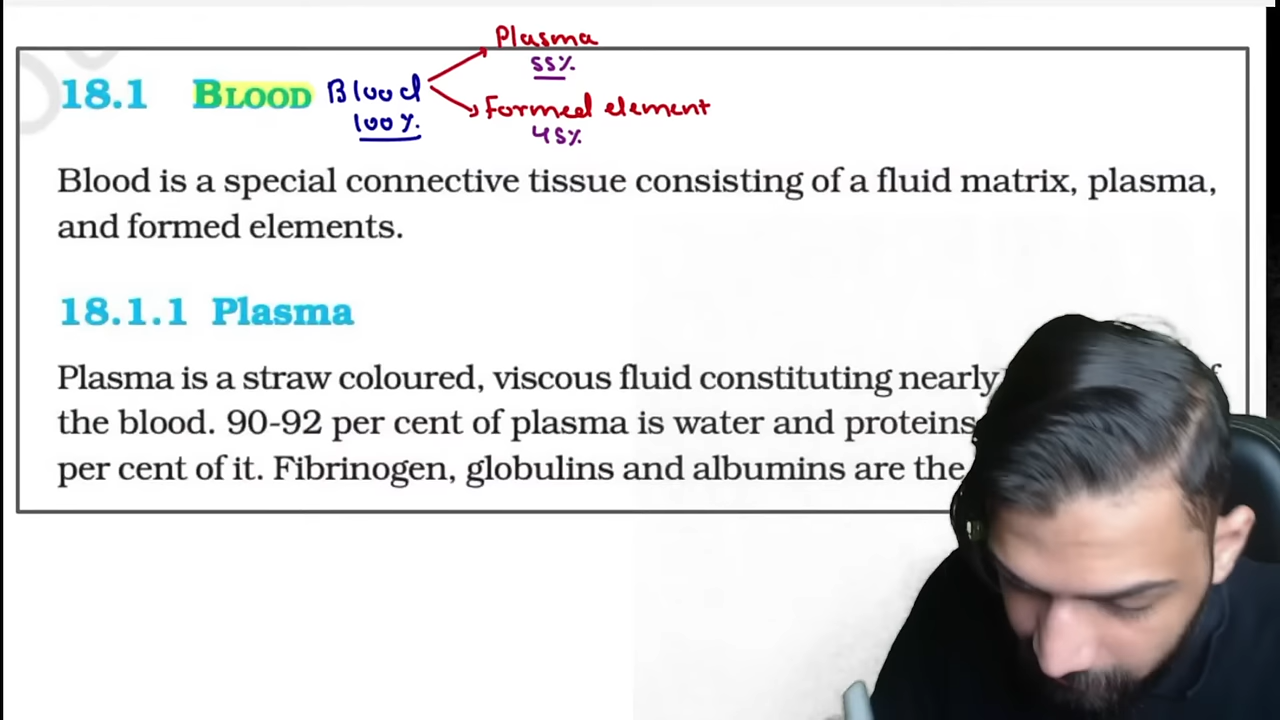 Plasma
55%
18.1 BLOOD Blood
100%.
Formed element
45%
Blood is a special connective tissue consisting of a fluid matrix, plasma,
and formed elements.
18.1.1 Plasma
Plasma is a straw coloured, viscous fluid constituting nearly
the blood. 90-92 per cent of plasma is water and proteins
per cent of it. Fibrinogen, globulins and albumins are the